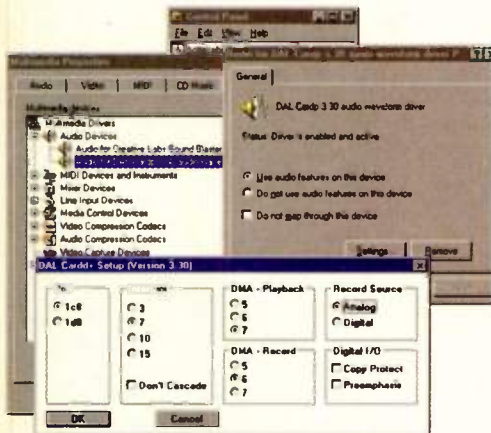 Control Panel
File Edit View Help
Multimedia Properties
Audio Video MIDI CD Music
Multimedia devices
Multimedia Drivers
Audio Devices
Audio for Creative Labs Sound Blaster
MIDI Devices and Instruments
Mixer Devices
Line Input Devices
Media Control Devices
Video Compression Codecs
Audio Compression Codecs
Video Capture Devices
General
DAL Cardp 3 30 audio waveform driver
Status: Driver is enabled and active
Use audio features on this device
Do not use audio features on this device
Do not map through this device
Settings Remove
DAL Cardd+ Setup (Version 3.30)
1c8
1d8
3
7
10
15
Don't Cascade
DMA - Playback
5
6
7
DMA - Record
5
6
7
Record Source
Analog
Digital
Digital I/O
Copy Protect
Preemphasis
OK Cancel